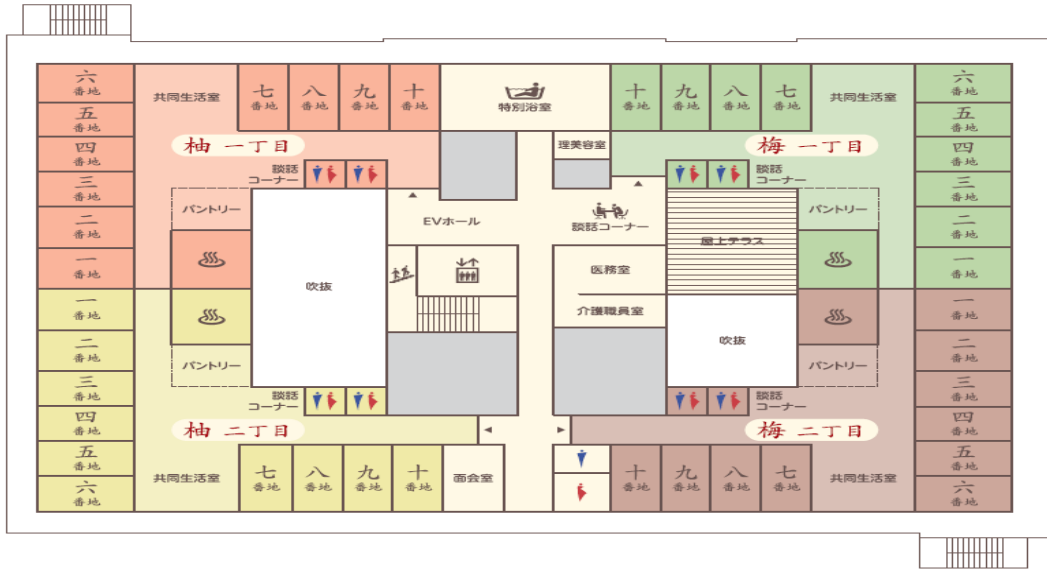 六
番地
五
番地
四
番地
三
番地
二
番地
一
番地
共同生活室
七
番地
八
番地
九
番地
十
番地
柚 一丁目
談話
コーナー
パントリー
特別浴室
理美容室
EVホール
談話コーナー
医務室
介護職員室
吹抜
十
番地
九
番地
八
番地
七
番地
共同生活室
梅 一丁目
談話
コーナー
パントリー
屋上テラス
吹抜
六
番地
五
番地
四
番地
三
番地
二
番地
一
番地
一
番地
二
番地
三
番地
四
番地
五
番地
六
番地
パントリー
談話
コーナー
柚 二丁目
共同生活室
七
番地
八
番地
九
番地
十
番地
面会室
パントリー
談話
コーナー
梅 二丁目
十
番地
九
番地
八
番地
七
番地
共同生活室
一
番地
二
番地
三
番地
四
番地
五
番地
六
番地